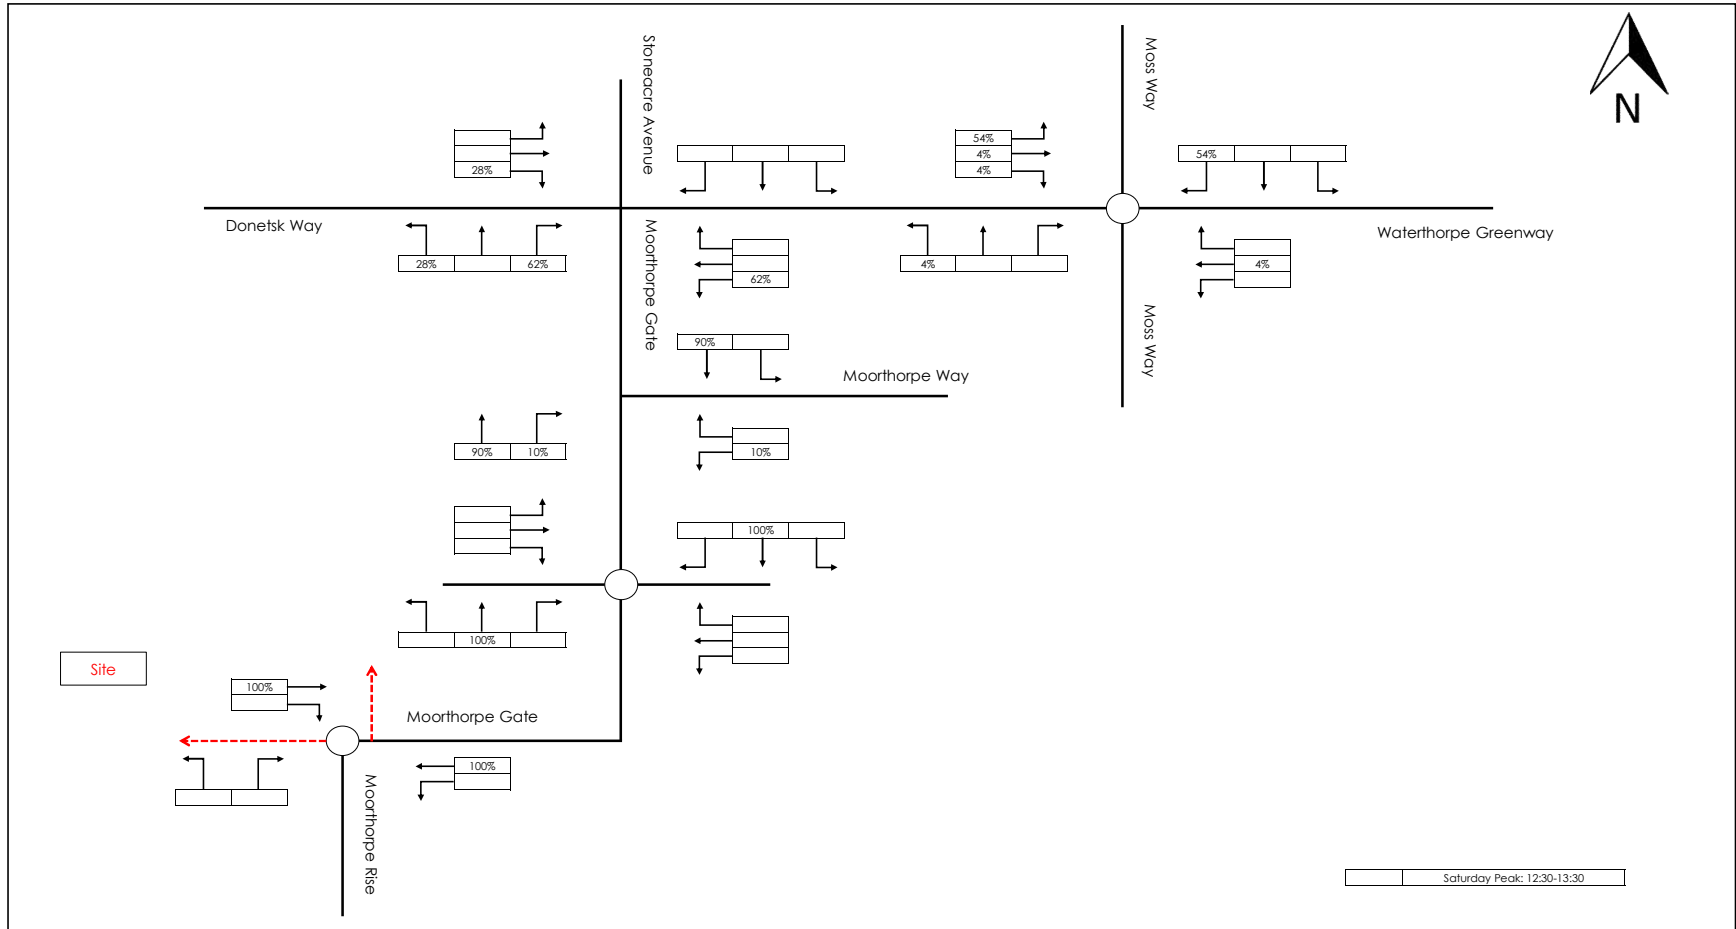 Stoneacre Avenue
Moss Way
N
54%
4%
4%
54%
28%
Donetsk Way
Waterthorpe Greenway
28%
62%
Moorthorpe Gate
62%
4%
4%
90%
Moss Way
Moorthorpe Way
90%
10%
10%
100%
100%
Site
100%
Moorthorpe Gate
100%
Moorthorpe Rise
Saturday Peak: 12:30-13:30